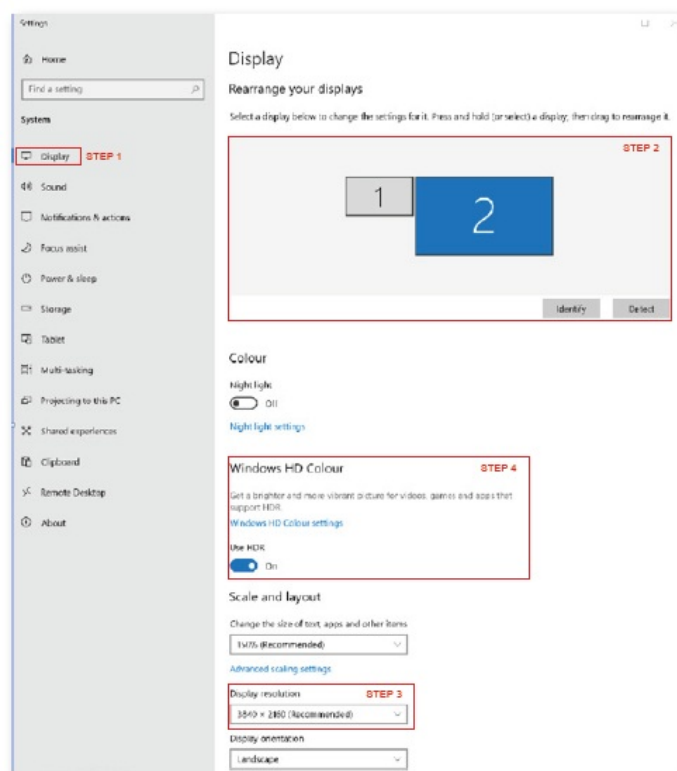 Settings
Home
Find a setting
System
Display STEP 1
Sound
Notifications & actions
Focus assist
Power & sleep
Storage
Tablet
Multi-tasking
Projecting to this PC
Shared experiences
Clipboard
Remote Desktop
About
Display
Rearrange your displays
Select a display below to change the settings for it. Press and hold (or select) a display, then drag to rearrange it.
STEP 2
1 2
Identify Detect
Colour
Night light
Off
Night light settings
Windows HD Colour STEP 4
Get a brighter and more vibrant picture for videos, games and apps that
support HDR.
Windows HD Colour settings
Use HDR
On
Scale and layout
Change the size of text, apps and other items
150% (Recommended)
Advanced scaling settings
Display resolution STEP 3
3840 × 2160 (Recommended)
Display orientation
Landscape